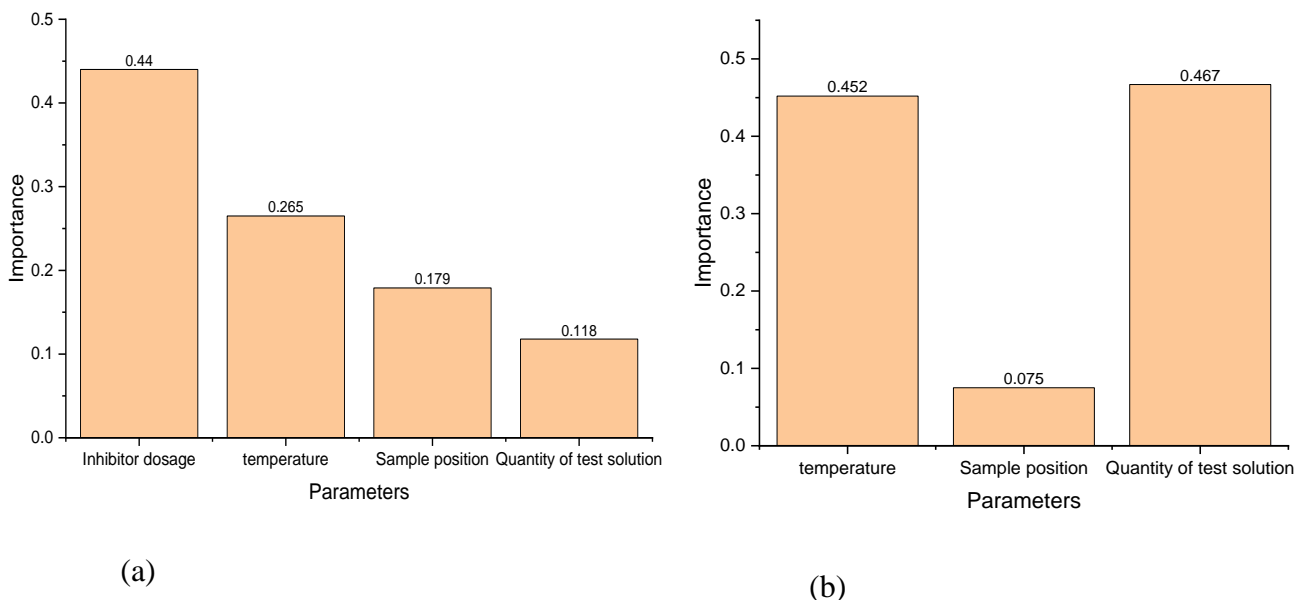 0.5
0.4
0.3
0.2
0.1
0.0
Importance
0.44
0.265
0.179
0.118
Inhibitor dosage temperature Sample position Quantity of test solution
Parameters
(a)
0.5
0.4
0.3
0.2
0.1
0.0
Importance
0.452
0.075
0.467
temperature Sample position Quantity of test solution
Parameters
(b)